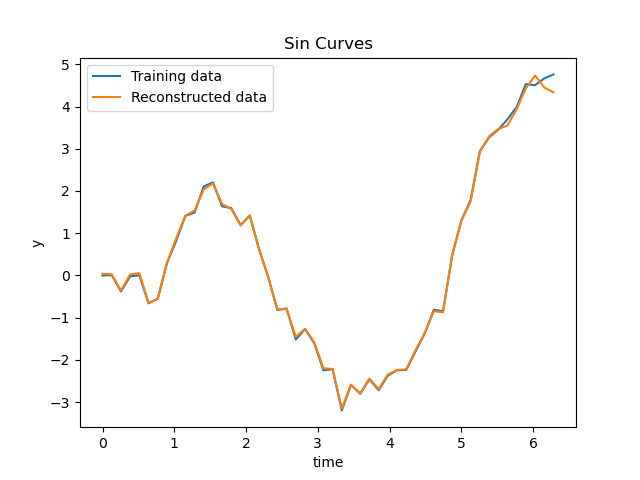 Sin Curves
Training data
Reconstructed data
5
4
3
2
1
0
−1
−2
−3
y
0 1 2 3 4 5 6
time